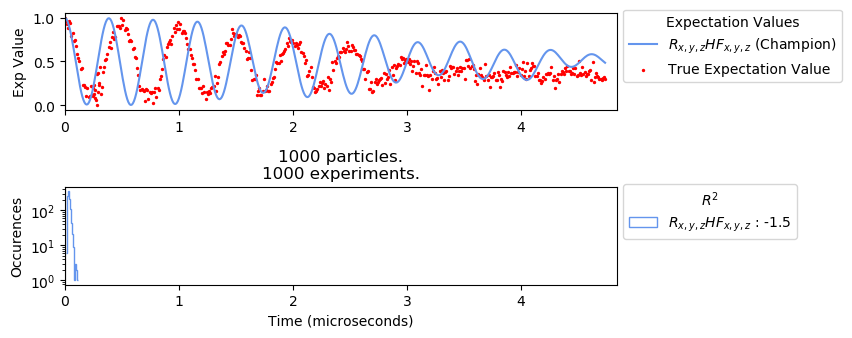 Exp Value
1.0
0.5
0.0
0 1 2 3 4
Expectation Values
R_{x,y,z}HF_{x,y,z} (Champion)
True Expectation Value
1000 particles.
1000 experiments.
Occurences
10^2
10^1
10^0
0 1 2 3 4
Time (microseconds)
R^2
R_{x,y,z}HF_{x,y,z} : -1.5